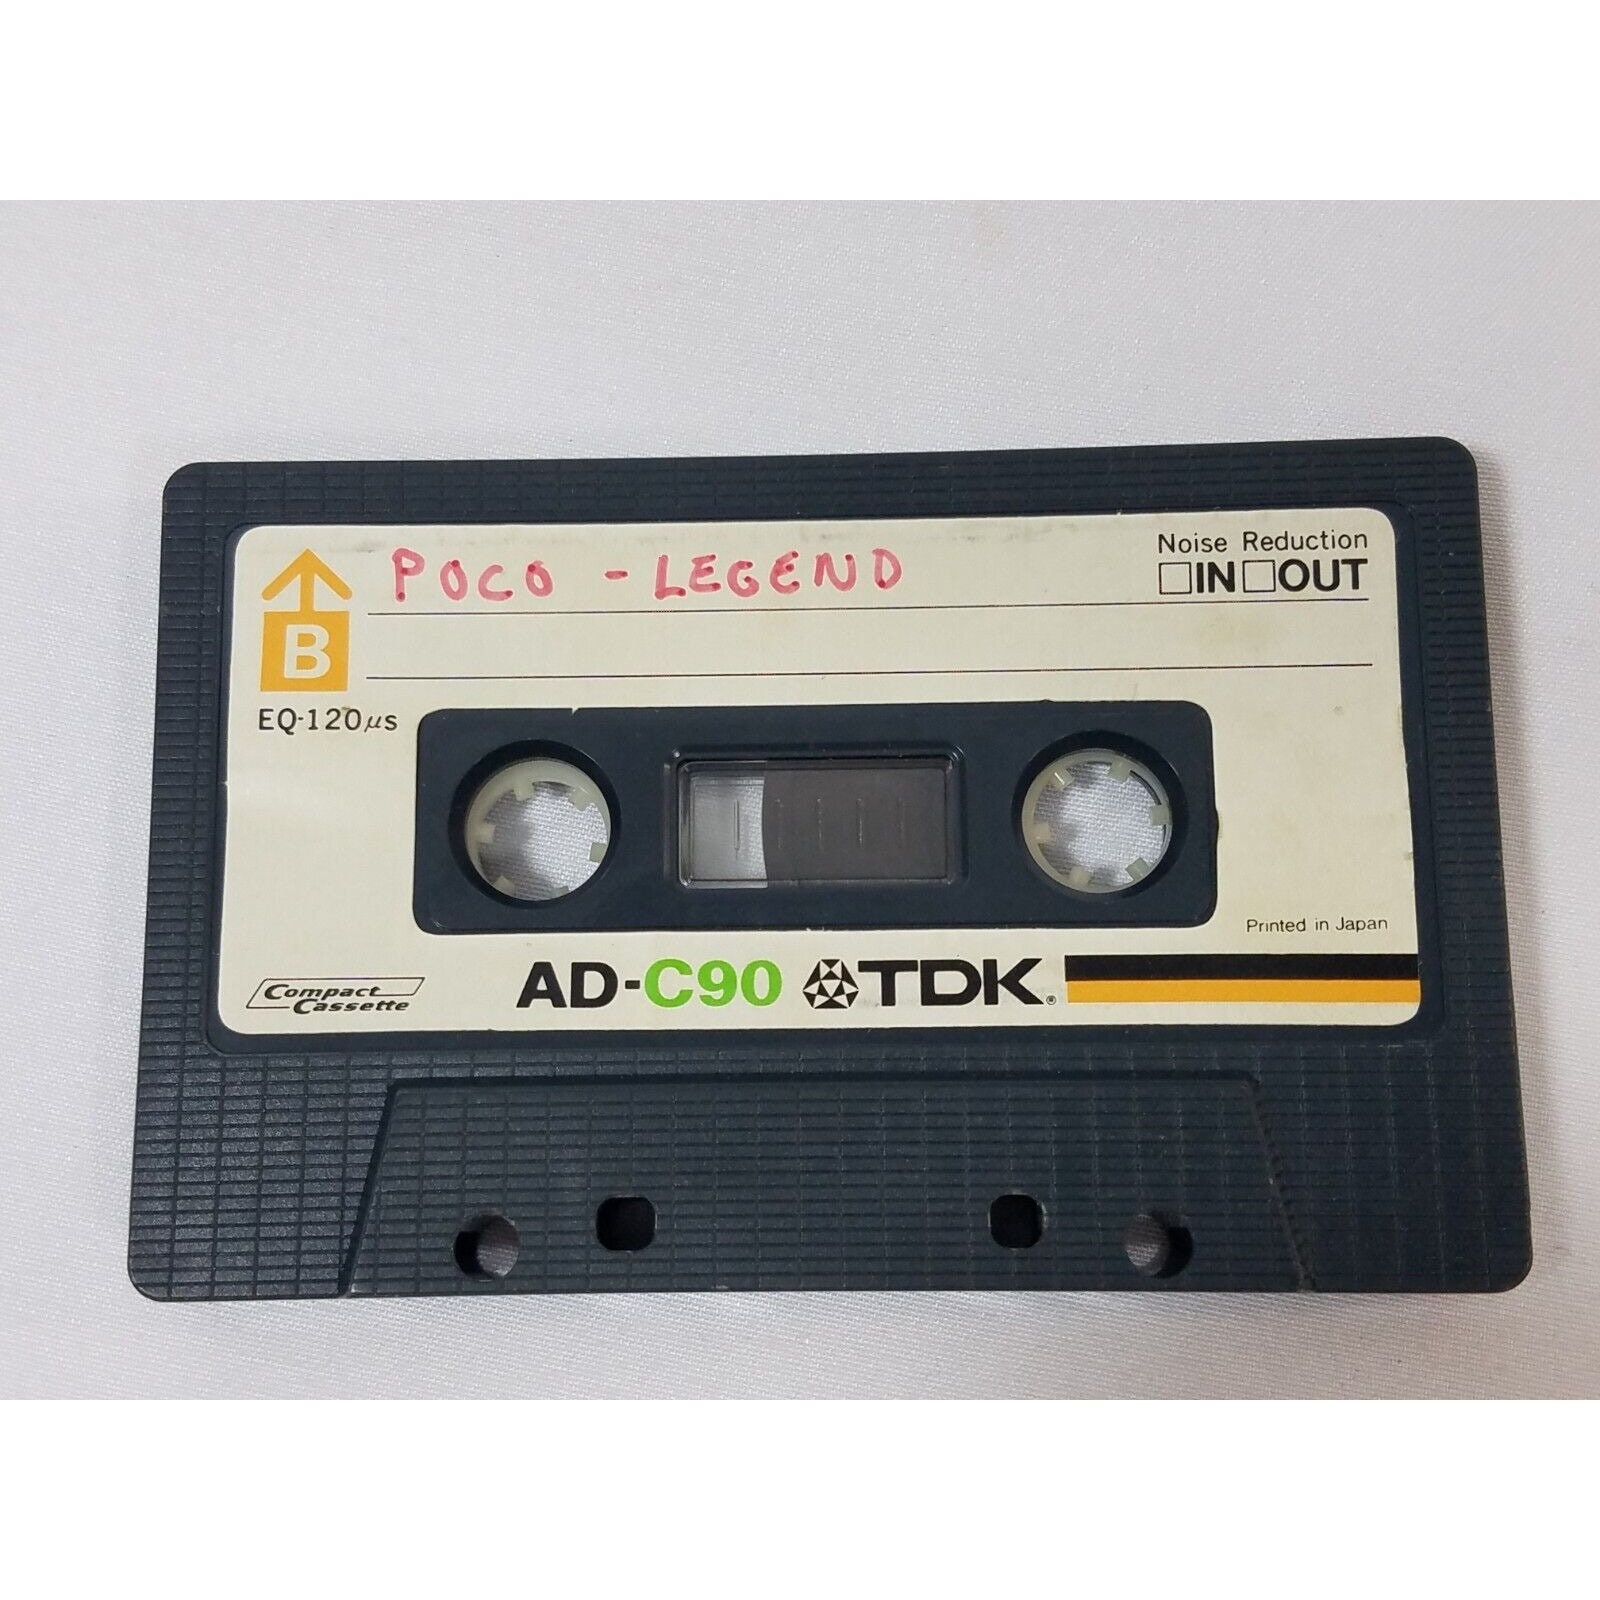 POCO - LEGEND
Noise Reduction
□IN□OUT
B
EQ-120μs
Printed in Japan
Compact
Cassette
AD-C90 TDK®